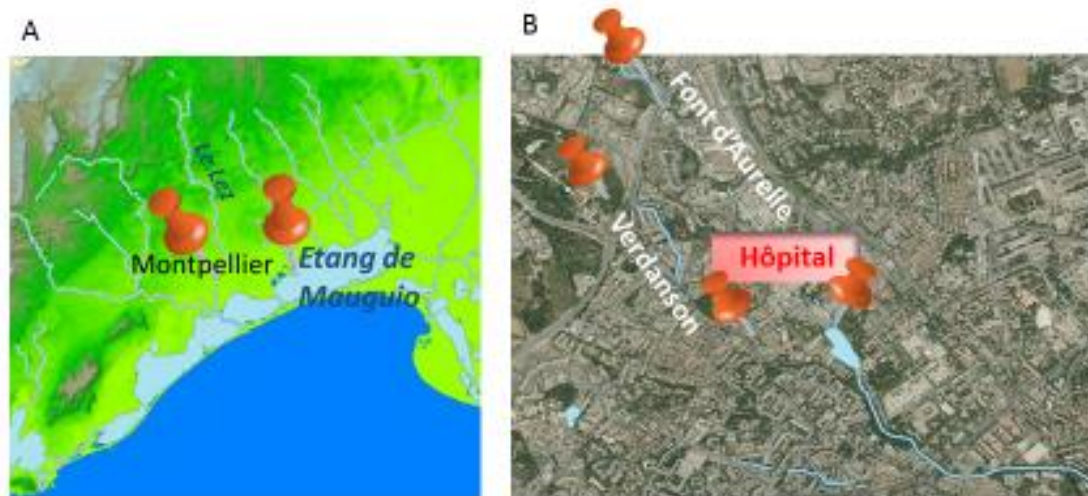 A
Le Lez
Montpellier
Etang de
Mauguio
B
Font d'Aurelle
Verdanson
Hôpital